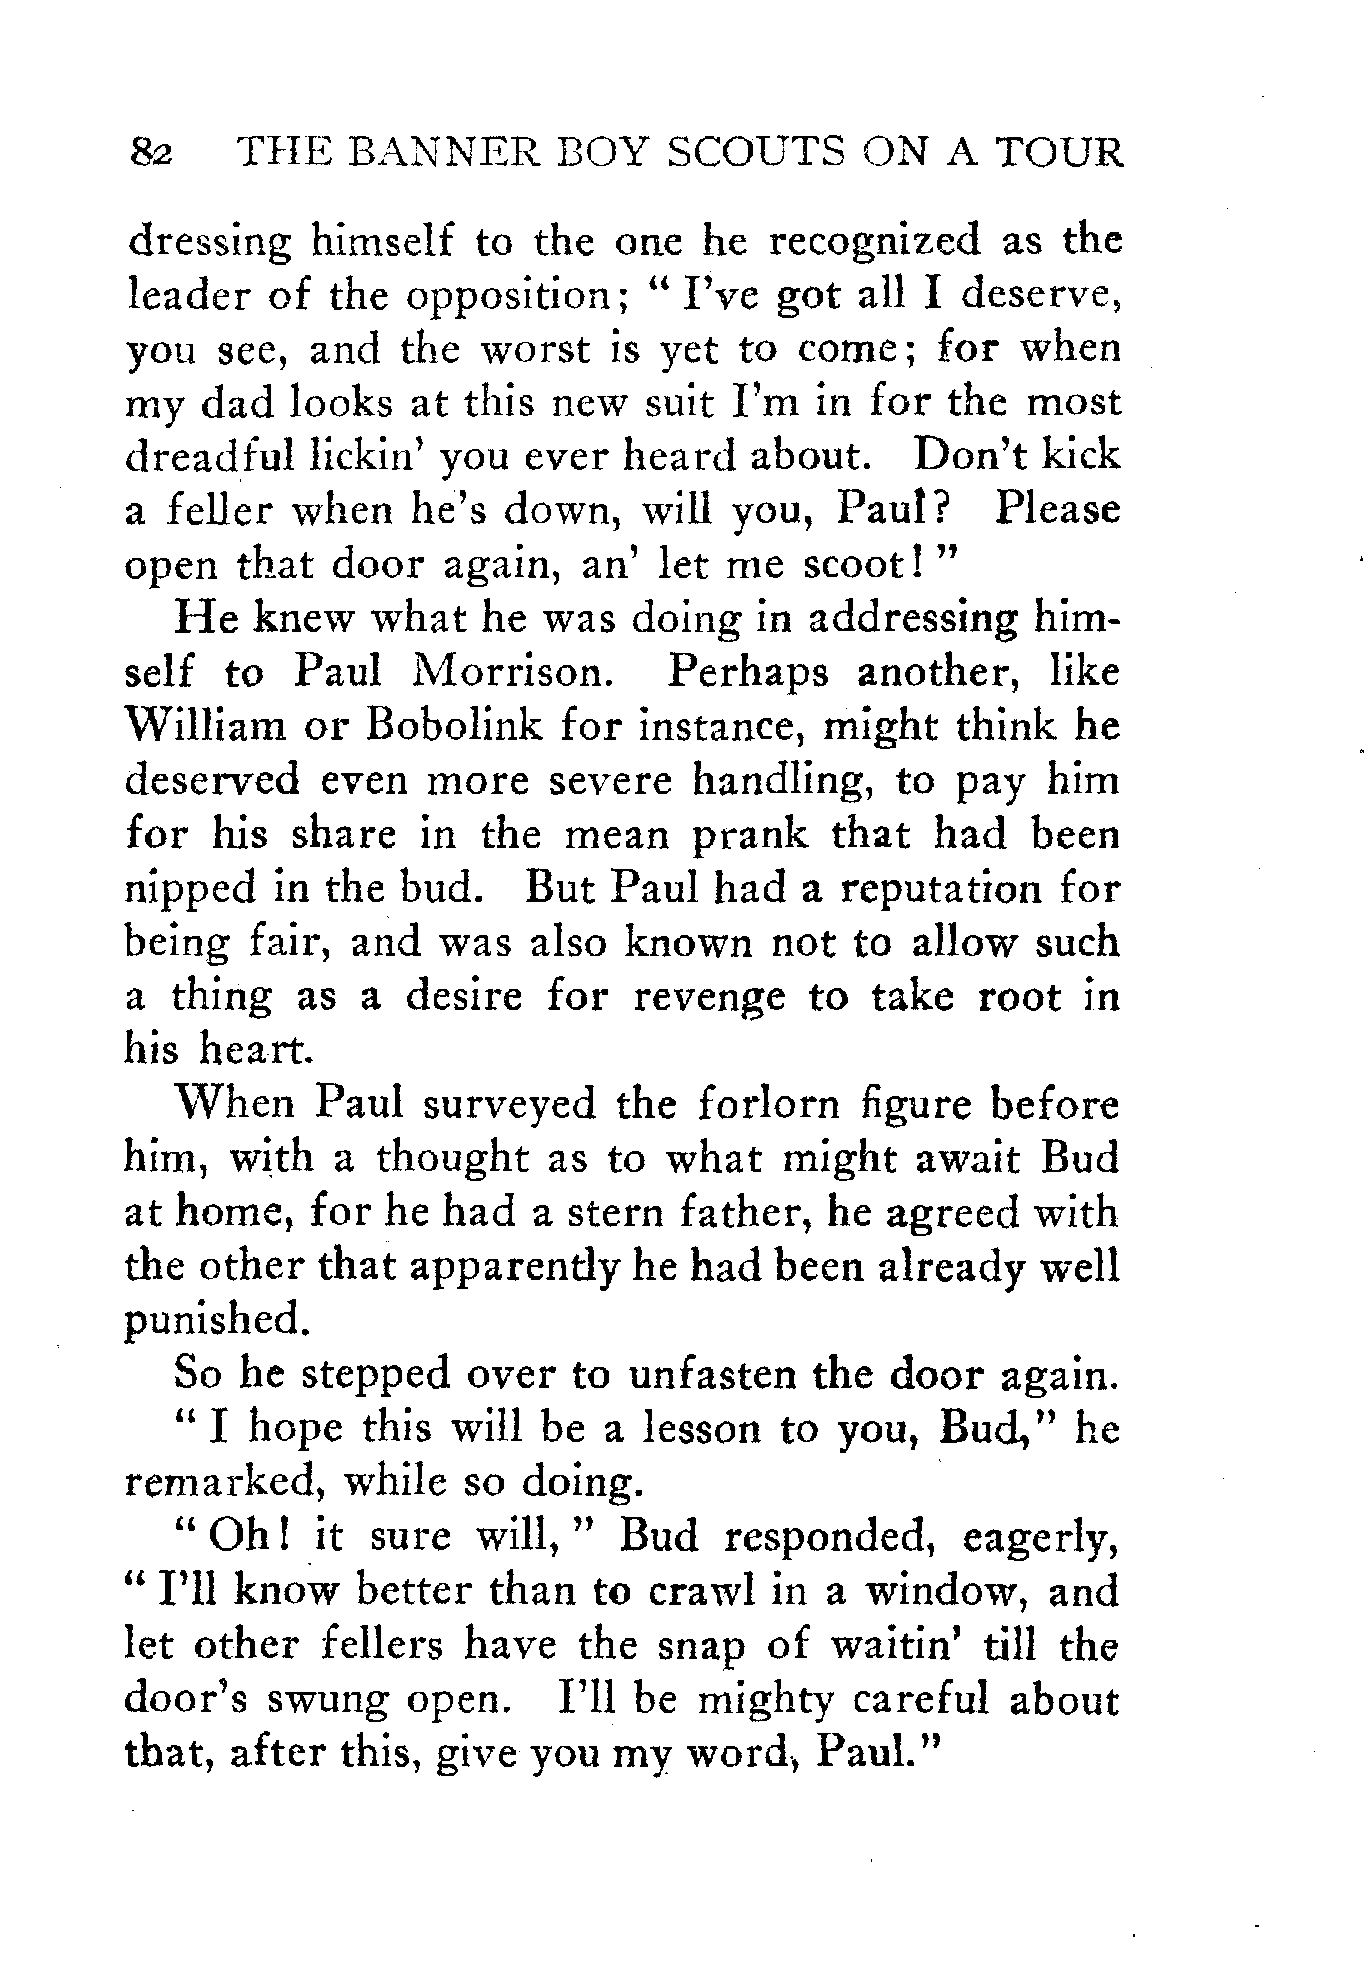 82 THE BANNER BOY SCOUTS ON A TOUR
dressing himself to the one he recognized as the
leader of the opposition; " I've got all I deserve,
you see, and the worst is yet to come; for when
my dad looks at this new suit I'm in for the most
dreadful lickin' you ever heard about. Don't kick
a feller when he's down, will you, Paul? Please
open that door again, an' let me scoot! "
He knew what he was doing in addressing him-
self to Paul Morrison. Perhaps another, like
William or Bobolink for instance, might think he
deserved even more severe handling, to pay him
for his share in the mean prank that had been
nipped in the bud. But Paul had a reputation for
being fair, and was also known not to allow such
a thing as a desire for revenge to take root in
his heart.
When Paul surveyed the forlorn figure before
him, with a thought as to what might await Bud
at home, for he had a stern father, he agreed with
the other that apparently he had been already well
punished.
So he stepped over to unfasten the door again.
" I hope this will be a lesson to you, Bud," he
remarked, while so doing.
" Oh! it sure will, " Bud responded, eagerly,
" I'll know better than to crawl in a window, and
let other fellers have the snap of waitin' till the
door's swung open. I'll be mighty careful about
that, after this, give you my word, Paul."